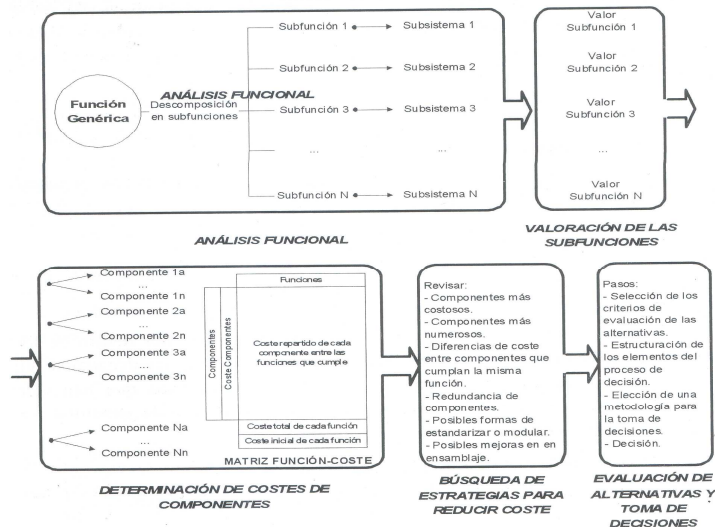 Subfunción 1
Subsistema 1
Subfunción 2
Subsistema 2
ANÁLISIS FUNCIONAL
Función
Genérica
Descomposición
en subfunciones
Subfunción 3
Subsistema 3
...
...
Subfunción N
Subsistema N
ANÁLISIS FUNCIONAL
Valor
Subfunción 1
Valor
Subfunción 2
Valor
Subfunción 3
...
Valor
Subfunción N
VALORACIÓN DE LAS
SUBFUNCIONES
Componente 1a
...
Componente 1n
Componente 2a
...
Componente 2n
Componente 3a
...
Componente 3n
Componente Na
...
Componente Nn
Funciones
Componentes
Coste Componentes
Coste repartido de cada
componente entre las
funciones que cumple
Coste total de cada función
Coste inicial de cada función
MATRIZ FUNCIÓN-COSTE
DETERMINACIÓN DE COSTES DE
COMPONENTES
Revisar:
- Componentes más
costosos.
- Componentes más
numerosos.
- Diferencias de coste
entre componentes que
cumplan la misma
función.
- Redundancia de
componentes.
- Posibles formas de
estandarizar o modular.
- Posibles mejoras en en
ensamblaje.
BÚSQUEDA DE
ESTRATEGIAS PARA
REDUCIR COSTE
Pasos:
- Selección de los
criterios de
evaluación de las
alternativas.
- Estructuración de
los elementos del
proceso de
decisión.
- Elección de una
metodología para
la toma de
decisiones.
- Decisión.
EVALUACIÓN DE
ALTERNATIVAS Y
TOMA DE
DECISIONES